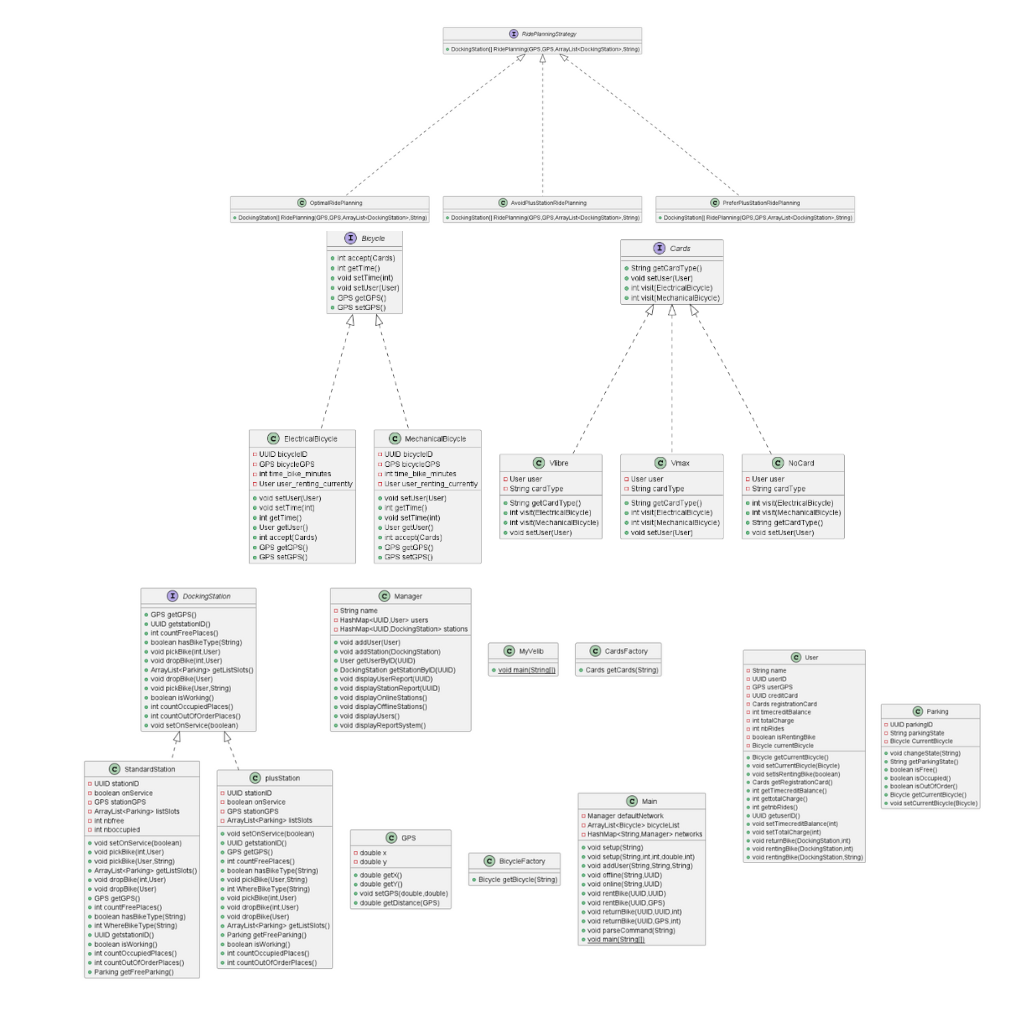 I RidePlanningStrategy
DockingStation[] RidePlanning(GPS,GPS,ArrayList<DockingStation>,String)
C OptimalRidePlanning
DockingStation[] RidePlanning(GPS,GPS,ArrayList<DockingStation>,String)
C AvoidPlusStationRidePlanning
DockingStation[] RidePlanning(GPS,GPS,ArrayList<DockingStation>,String)
C PreferPlusStationRidePlanning
DockingStation[] RidePlanning(GPS,GPS,ArrayList<DockingStation>,String)
I Bicycle
int accept(Cards)
int getTime()
void setTime(int)
void setUser(User)
GPS getGPS()
GPS setGPS()
I Cards
String getCardType()
void setUser(User)
int visit(ElectricalBicycle)
int visit(MechanicalBicycle)
C ElectricalBicycle
UUID bicycleID
GPS bicycleGPS
int time_bike_minutes
User user_renting_currently
void setUser(User)
void setTime(int)
int getTime()
User getUser()
int accept(Cards)
GPS getGPS()
GPS setGPS()
C MechanicalBicycle
UUID bicycleID
GPS bicycleGPS
int time_bike_minutes
User user_renting_currently
void setUser(User)
int getTime()
void setTime(int)
User getUser()
int accept(Cards)
GPS getGPS()
GPS setGPS()
C Vlibre
User user
String cardType
String getCardType()
int visit(ElectricalBicycle)
int visit(MechanicalBicycle)
void setUser(User)
C Vmax
User user
String cardType
String getCardType()
int visit(ElectricalBicycle)
int visit(MechanicalBicycle)
void setUser(User)
C NoCard
User user
String cardType
int visit(ElectricalBicycle)
int visit(MechanicalBicycle)
String getCardType()
void setUser(User)
I DockingStation
GPS getGPS()
UUID getstationID()
int countFreePlaces()
boolean hasBikeType(String)
void pickBike(int,User)
void dropBike(int,User)
ArrayList<Parking> getListSlots()
void dropBike(User)
void pickBike(User,String)
boolean isWorking()
int countOccupiedPlaces()
int countOutOfOrderPlaces()
void setOnService(boolean)
C Manager
String name
HashMap<UUID,User> users
HashMap<UUID,DockingStation> stations
void addUser(User)
void addStation(DockingStation)
User getUserByID(UUID)
DockingStation getStationByID(UUID)
void displayUserReport(UUID)
void displayStationReport(UUID)
void displayOnlineStations()
void displayOfflineStations()
void displayUsers()
void displayReportSystem()
C MyVelib
void main(String[])
C CardsFactory
Cards getCards(String)
C User
String name
UUID userID
GPS userGPS
UUID creditCard
Cards registrationCard
int timecreditBalance
int totalCharge
int nbRides
boolean isRentingBike
Bicycle currentBicycle
Bicycle getCurrentBicycle()
void setCurrentBicycle(Bicycle)
void setIsRentingBike(boolean)
Cards getRegistrationCard()
int getTimecreditBalance()
int gettotalCharge()
int getnbRides()
UUID getuserID()
void setTimecreditBalance(int)
void setTotalCharge(int)
void returnBike(DockingStation,int)
void rentingBike(DockingStation,int)
void rentingBike(DockingStation,String)
C Parking
UUID parkingID
String parkingState
Bicycle CurrentBicycle
void changeState(String)
String getParkingState()
boolean isFree()
boolean isOccupied()
boolean isOutOfOrder()
Bicycle getCurrentBicycle()
void setCurrentBicycle(Bicycle)
C StandardStation
UUID stationID
boolean onService
GPS stationGPS
ArrayList<Parking> listSlots
int nbfree
int nboccupied
void setOnService(boolean)
void pickBike(int,User)
void pickBike(User,String)
ArrayList<Parking> getListSlots()
void dropBike(int,User)
void dropBike(User)
GPS getGPS()
int countFreePlaces()
boolean hasBikeType(String)
int WhereBikeType(String)
UUID getstationID()
boolean isWorking()
int countOccupiedPlaces()
int countOutOfOrderPlaces()
Parking getFreeParking()
C plusStation
UUID stationID
boolean onService
GPS stationGPS
ArrayList<Parking> listSlots
void setOnService(boolean)
UUID getstationID()
GPS getGPS()
int countFreePlaces()
boolean hasBikeType(String)
void pickBike(User,String)
int WhereBikeType(String)
void pickBike(int,User)
void dropBike(int,User)
void dropBike(User)
ArrayList<Parking> getListSlots()
Parking getFreeParking()
boolean isWorking()
int countOccupiedPlaces()
int countOutOfOrderPlaces()
C GPS
double x
double y
double getX()
double getY()
void setGPS(double,double)
double getDistance(GPS)
C BicycleFactory
Bicycle getBicycle(String)
C Main
Manager defaultNetwork
ArrayList<Bicycle> bicycleList
HashMap<String,Manager> networks
void setup(String)
void setup(String,int,int,double,int)
void addUser(String,String,String)
void offline(String,UUID)
void online(String,UUID)
void rentBike(UUID,UUID)
void rentBike(UUID,GPS)
void returnBike(UUID,UUID,int)
void returnBike(UUID,GPS,int)
void parseCommand(String)
void main(String[])